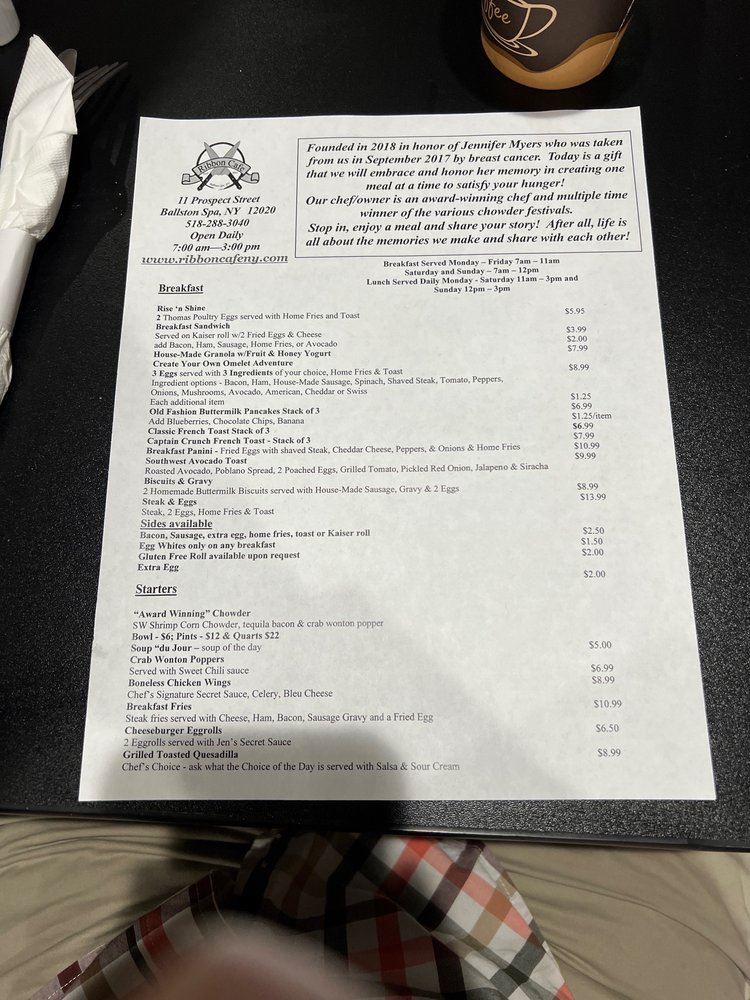 ffee
Ribbon Cafe
11 Prospect Street
Ballston Spa, NY 12020
518-288-3040
Open Daily
7:00 am—3:00 pm
www.ribboncafeny.com
Founded in 2018 in honor of Jennifer Myers who was taken
from us in September 2017 by breast cancer. Today is a gift
that we will embrace and honor her memory in creating one
meal at a time to satisfy your hunger!
Our chef/owner is an award-winning chef and multiple time
winner of the various chowder festivals.
Stop in, enjoy a meal and share your story! After all, life is
all about the memories we make and share with each other!
Breakfast Served Monday – Friday 7am – 11am
Saturday and Sunday – 7am – 12pm
Lunch Served Daily Monday - Saturday 11am – 3pm and
Sunday 12pm – 3pm
Breakfast
Rise ‘n Shine
2 Thomas Poultry Eggs served with Home Fries and Toast $5.95
Breakfast Sandwich
Served on Kaiser roll w/2 Fried Eggs & Cheese $3.99
add Bacon, Ham, Sausage, Home Fries, or Avocado $2.00
House-Made Granola w/Fruit & Honey Yogurt $7.99
Create Your Own Omelet Adventure
3 Eggs served with 3 Ingredients of your choice, Home Fries & Toast $8.99
Ingredient options - Bacon, Ham, House-Made Sausage, Spinach, Shaved Steak, Tomato, Peppers,
Onions, Mushrooms, Avocado, American, Cheddar or Swiss
Each additional item $1.25
Old Fashion Buttermilk Pancakes Stack of 3 $6.99
Add Blueberries, Chocolate Chips, Banana $1.25/item
Classic French Toast Stack of 3 $6.99
Captain Crunch French Toast - Stack of 3 $7.99
Breakfast Panini - Fried Eggs with shaved Steak, Cheddar Cheese, Peppers, & Onions & Home Fries $10.99
Southwest Avocado Toast $9.99
Roasted Avocado, Poblano Spread, 2 Poached Eggs, Grilled Tomato, Pickled Red Onion, Jalapeno & Siracha
Biscuits & Gravy
2 Homemade Buttermilk Biscuits served with House-Made Sausage, Gravy & 2 Eggs $8.99
Steak & Eggs $13.99
Steak, 2 Eggs, Home Fries & Toast
Sides available
Bacon, Sausage, extra egg, home fries, toast or Kaiser roll $2.50
Egg Whites only on any breakfast $1.50
Gluten Free Roll available upon request $2.00
Extra Egg $2.00
Starters
“Award Winning” Chowder
SW Shrimp Corn Chowder, tequila bacon & crab wonton popper
Bowl - $6; Pints - $12 & Quarts $22
Soup “du Jour – soup of the day $5.00
Crab Wonton Poppers
Served with Sweet Chili sauce $6.99
Boneless Chicken Wings $8.99
Chef’s Signature Secret Sauce, Celery, Bleu Cheese
Breakfast Fries $10.99
Steak fries served with Cheese, Ham, Bacon, Sausage Gravy and a Fried Egg
Cheeseburger Eggrolls $6.50
2 Eggrolls served with Jen’s Secret Sauce
Grilled Toasted Quesadilla $8.99
Chef’s Choice - ask what the Choice of the Day is served with Salsa & Sour Cream